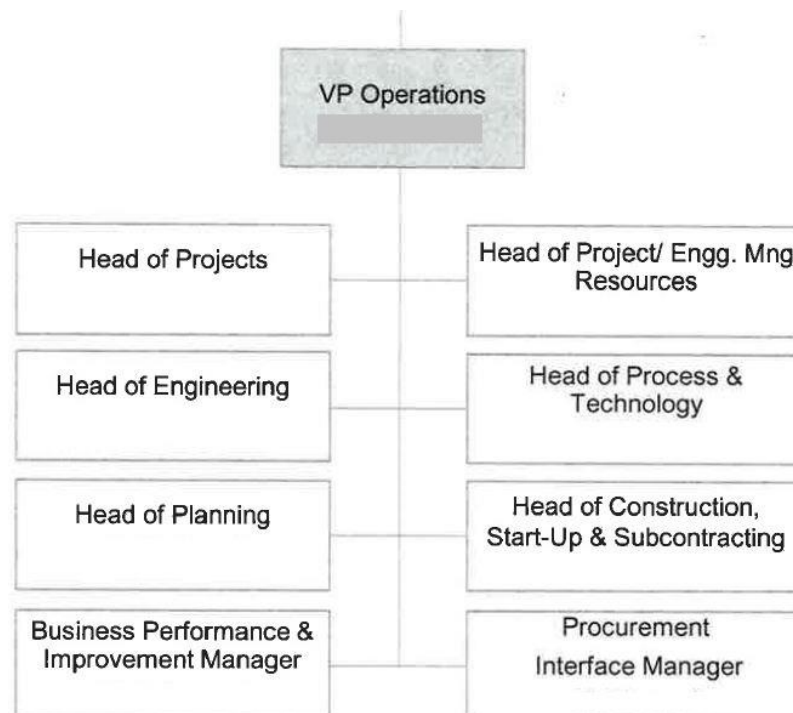 VP Operations
Head of Projects
Head of Project/ Engg. Mng
Resources
Head of Engineering
Head of Process &
Technology
Head of Planning
Head of Construction,
Start-Up & Subcontracting
Business Performance &
Improvement Manager
Procurement
Interface Manager